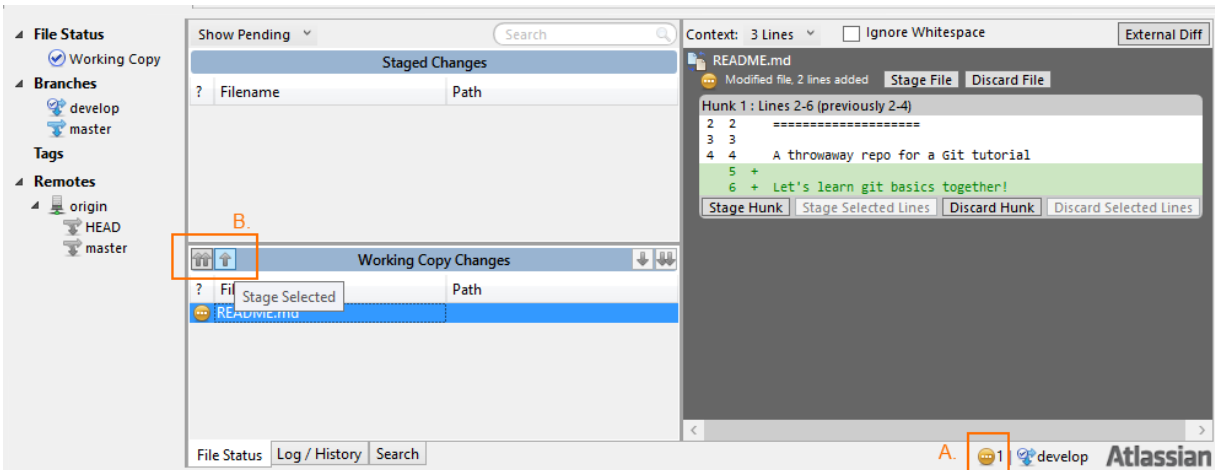 File Status
Working Copy
Branches
develop
master
Tags
Remotes
origin
HEAD
master
Show Pending
Search
Staged Changes
? Filename Path
B.
Working Copy Changes
? Fil Path
Stage Selected
README.md
File Status Log / History Search
Context: 3 Lines Ignore Whitespace External Diff
README.md
Modified file, 2 lines added Stage File Discard File
Hunk 1 : Lines 2-6 (previously 2-4)
2 2 ====================
3 3
4 4 A throwaway repo for a Git tutorial
5 +
6 + Let's learn git basics together!
Stage Hunk Stage Selected Lines Discard Hunk Discard Selected Lines
A. 1 develop Atlassian